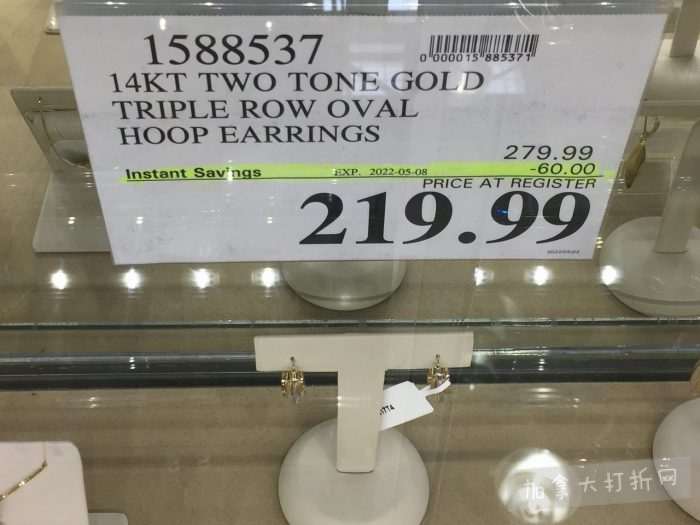 1588537
0 000015 885371
14KT TWO TONE GOLD
TRIPLE ROW OVAL
HOOP EARRINGS
279.99
Instant Savings EXP. 2022-05-08 -60.00
PRICE AT REGISTER
219.99
加拿大打折网